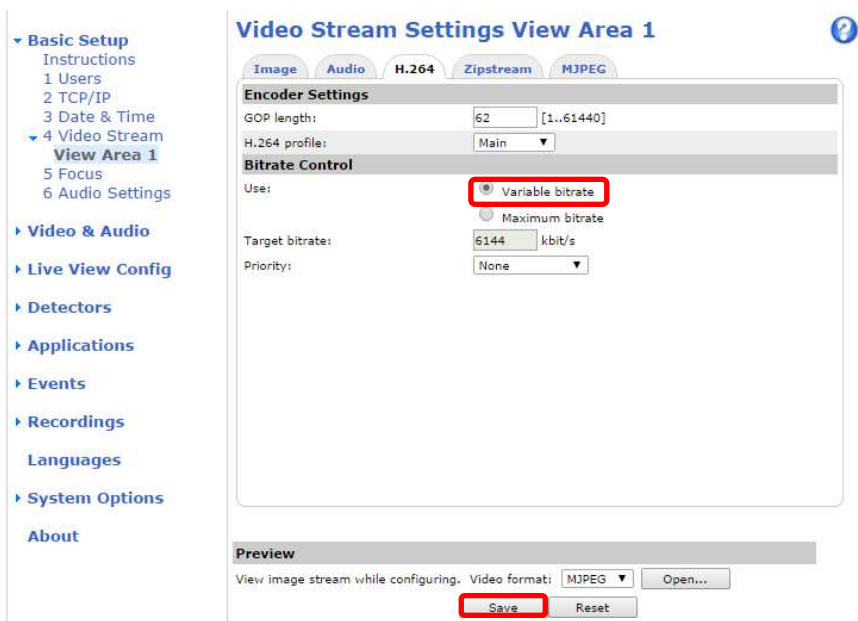 Basic Setup
Instructions
1 Users
2 TCP/IP
3 Date & Time
4 Video Stream
View Area 1
5 Focus
6 Audio Settings
Video & Audio
Live View Config
Detectors
Applications
Events
Recordings
Languages
System Options
About
Video Stream Settings View Area 1
?
Image Audio H.264 Zipstream MJPEG
Encoder Settings
GOP length: 62 [1..61440]
H.264 profile: Main
Bitrate Control
Use: Variable bitrate
Maximum bitrate
Target bitrate: 6144 kbit/s
Priority: None
Preview
View image stream while configuring. Video format: MJPEG Open...
Save Reset